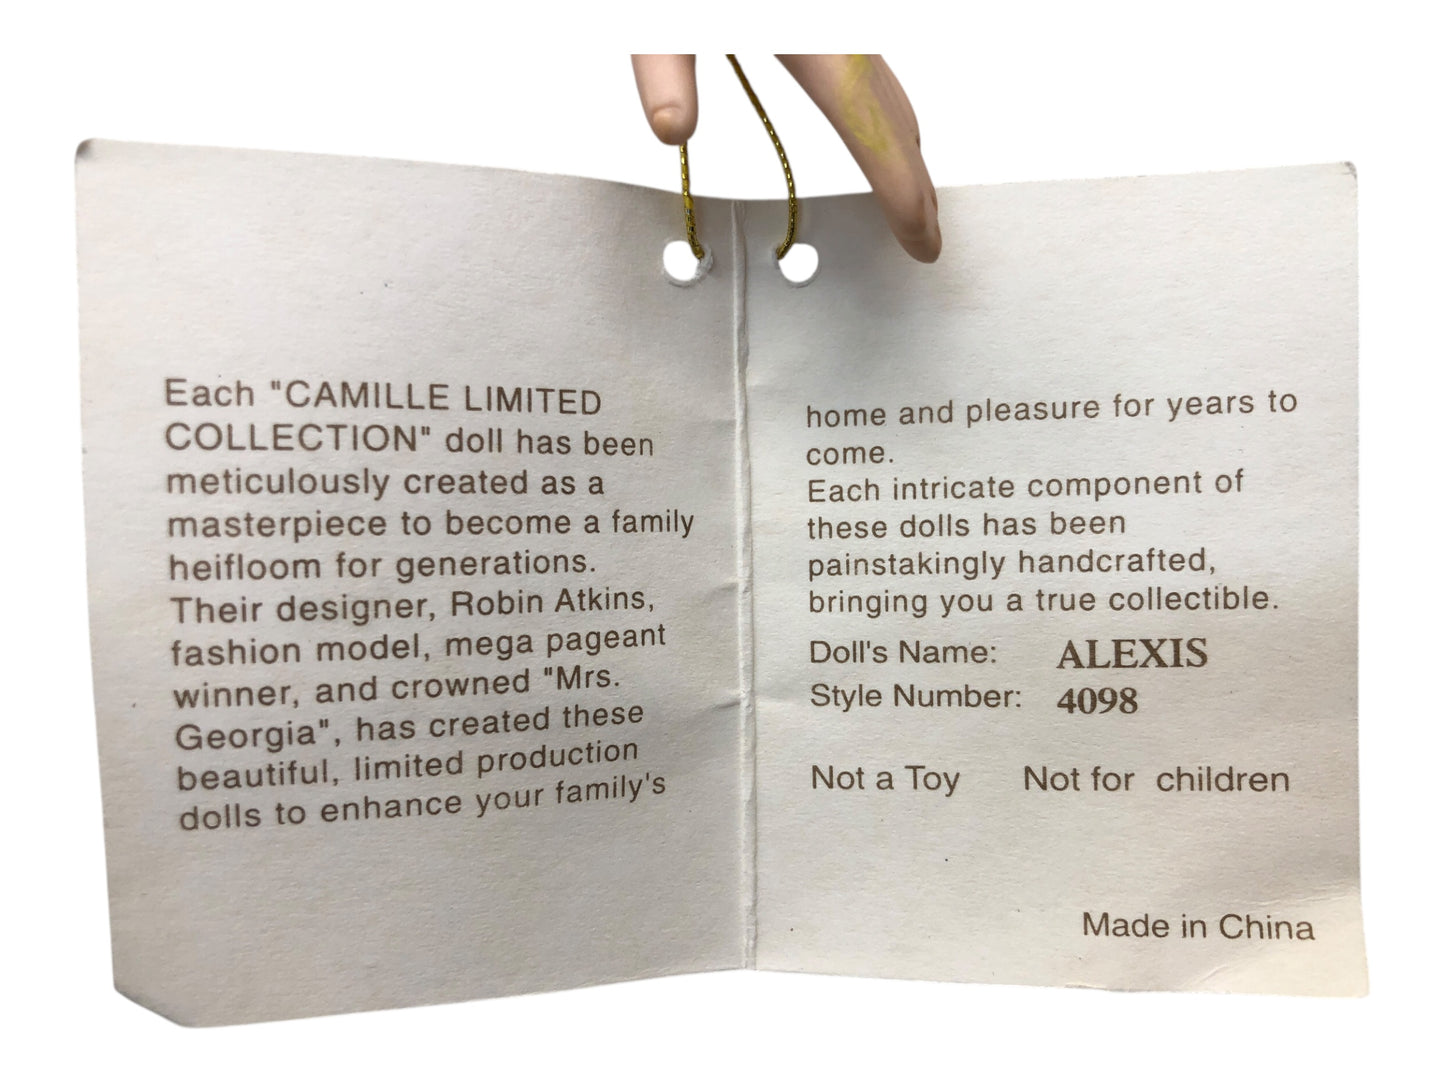 Each "CAMILLE LIMITED
COLLECTION" doll has been
meticulously created as a
masterpiece to become a family
heifloom for generations.
Their designer, Robin Atkins,
fashion model, mega pageant
winner, and crowned "Mrs.
Georgia", has created these
beautiful, limited production
dolls to enhance your family's
home and pleasure for years to
come.
Each intricate component of
these dolls has been
painstakingly handcrafted,
bringing you a true collectible.
Doll's Name: ALEXIS
Style Number: 4098
Not a Toy Not for children
Made in China